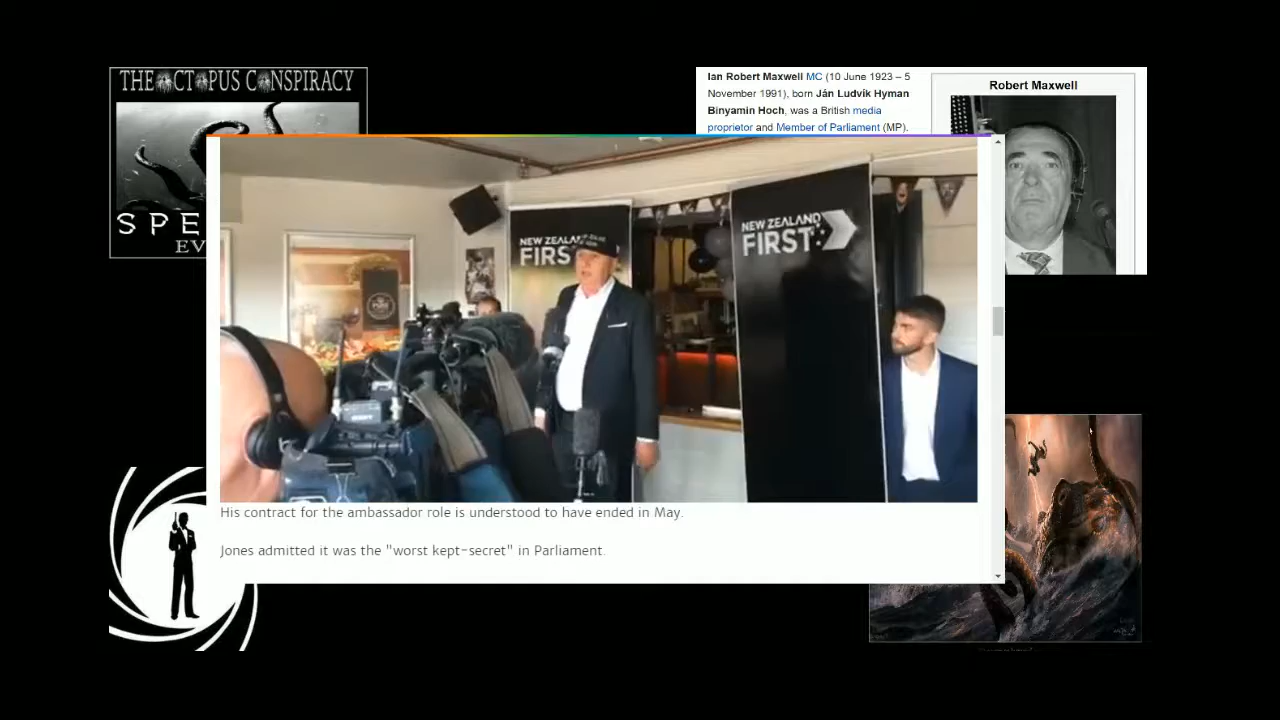 THE OCTOPUS CONSPIRACY
SPE
EV
Ian Robert Maxwell MC (10 June 1923 – 5
November 1991), born Ján Ludvík Hyman
Binyamin Hoch, was a British media
proprietor and Member of Parliament (MP).
Robert Maxwell
NEW ZEALAND
FIRST
NEW ZEALAND
FIRST
His contract for the ambassador role is understood to have ended in May.
Jones admitted it was the "worst kept-secret" in Parliament.